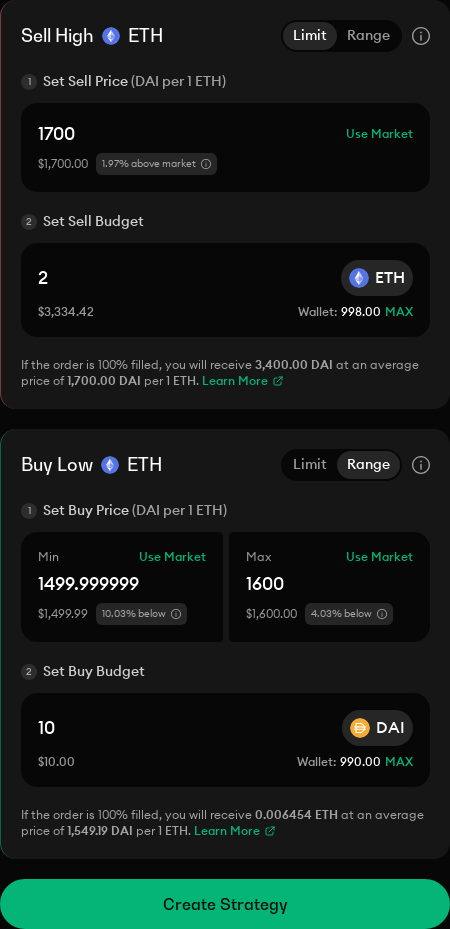 Sell High ETH Limit Range
1 Set Sell Price (DAI per 1 ETH)
1700 Use Market
$1,700.00 1.97% above market
2 Set Sell Budget
2 ETH
$3,334.42 Wallet: 998.00 MAX
If the order is 100% filled, you will receive 3,400.00 DAI at an average
price of 1,700.00 DAI per 1 ETH. Learn More
Buy Low ETH Limit Range
1 Set Buy Price (DAI per 1 ETH)
Min Use Market Max Use Market
1499.999999 1600
$1,499.99 10.03% below $1,600.00 4.03% below
2 Set Buy Budget
10 DAI
$10.00 Wallet: 990.00 MAX
If the order is 100% filled, you will receive 0.006454 ETH at an average
price of 1,549.19 DAI per 1 ETH. Learn More
Create Strategy